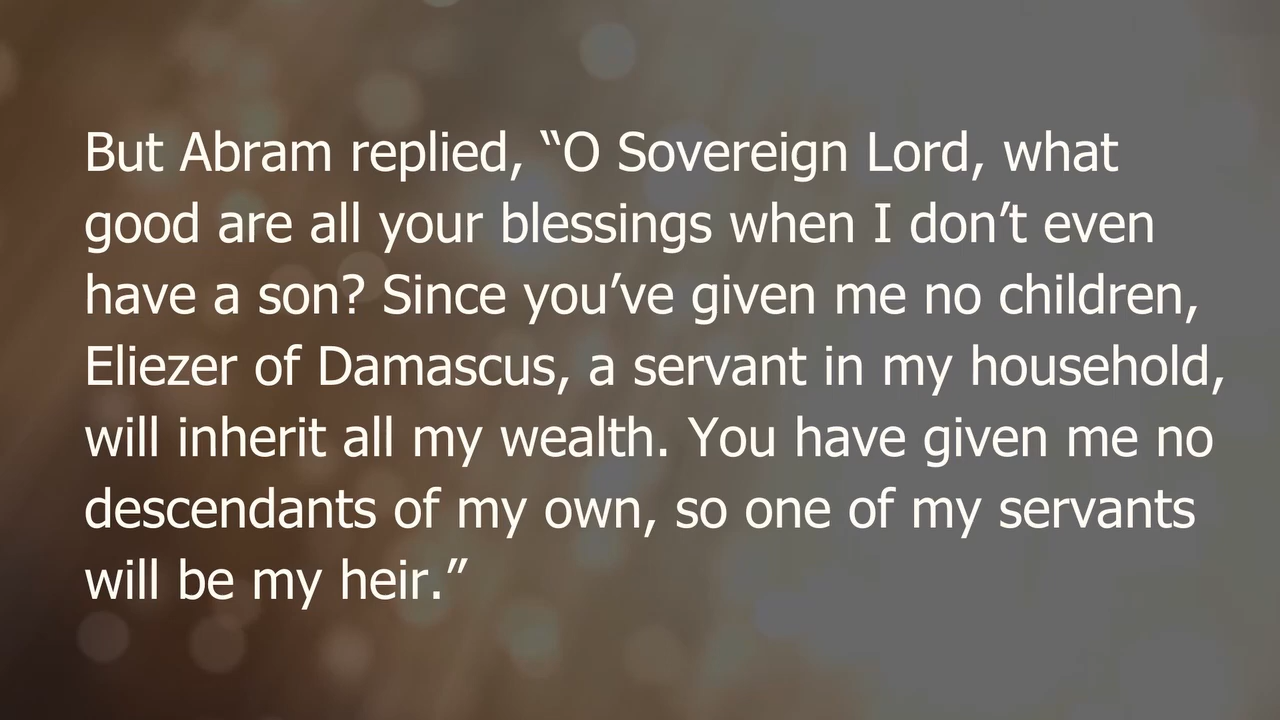 But Abram replied, “O Sovereign Lord, what
good are all your blessings when I don’t even
have a son? Since you’ve given me no children,
Eliezer of Damascus, a servant in my household,
will inherit all my wealth. You have given me no
descendants of my own, so one of my servants
will be my heir.”